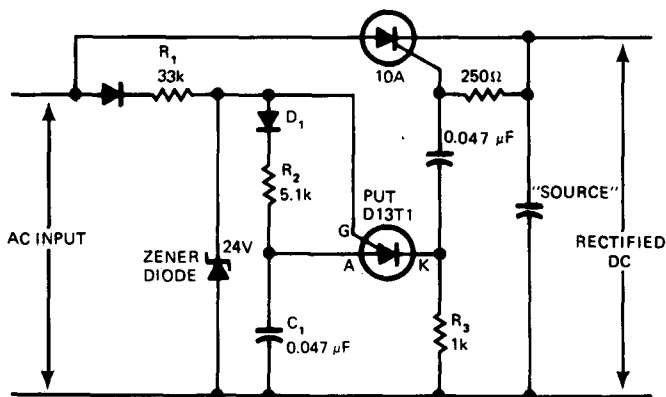 R1
33k
10A
250Ω
D1
R2
5.1k
0.047 µF
PUT
D13T1
G
A
K
"SOURCE"
AC INPUT
ZENER
DIODE
24V
RECTIFIED
DC
C1
0.047 µF
R3
1k